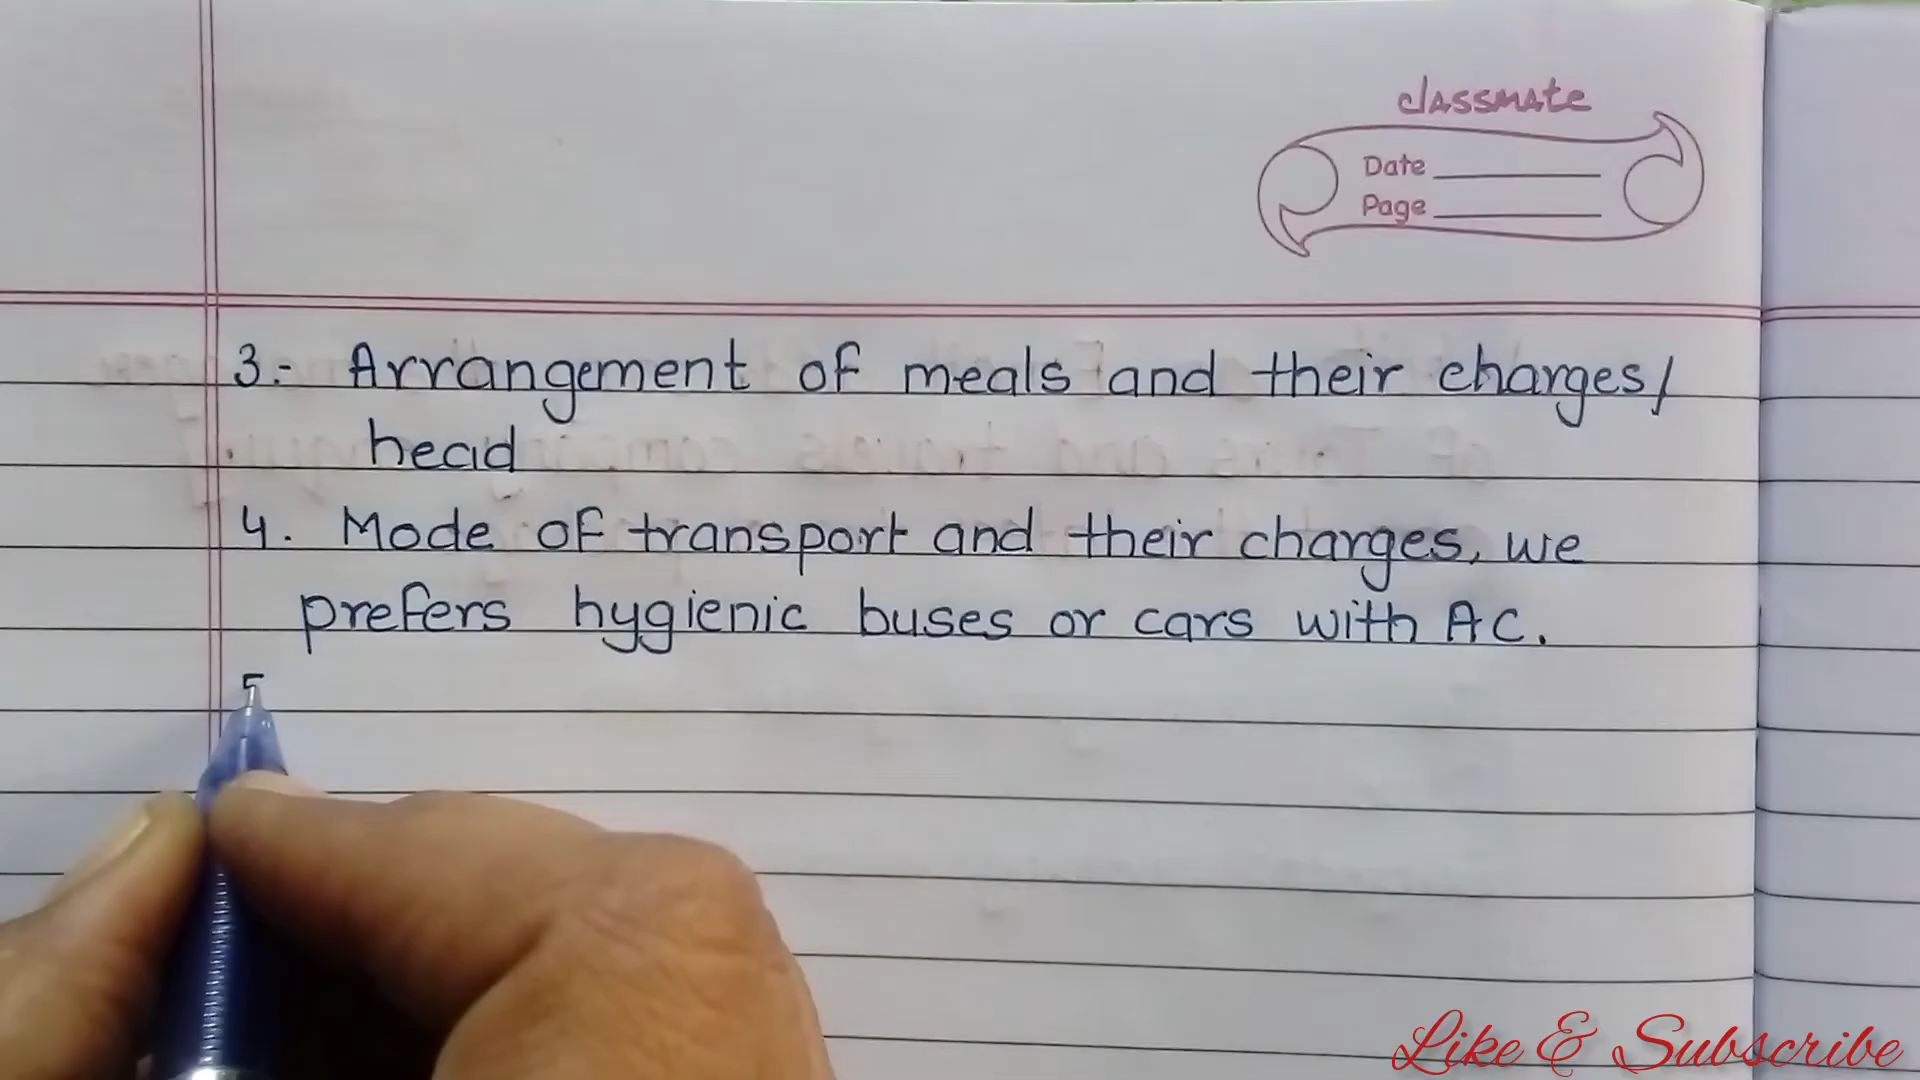 classmate
Date
Page
3.- Arrangement of meals and their charges/
head
4. Mode of transport and their charges, we
prefers hygienic buses or cars with AC.
5
Like & Subscribe